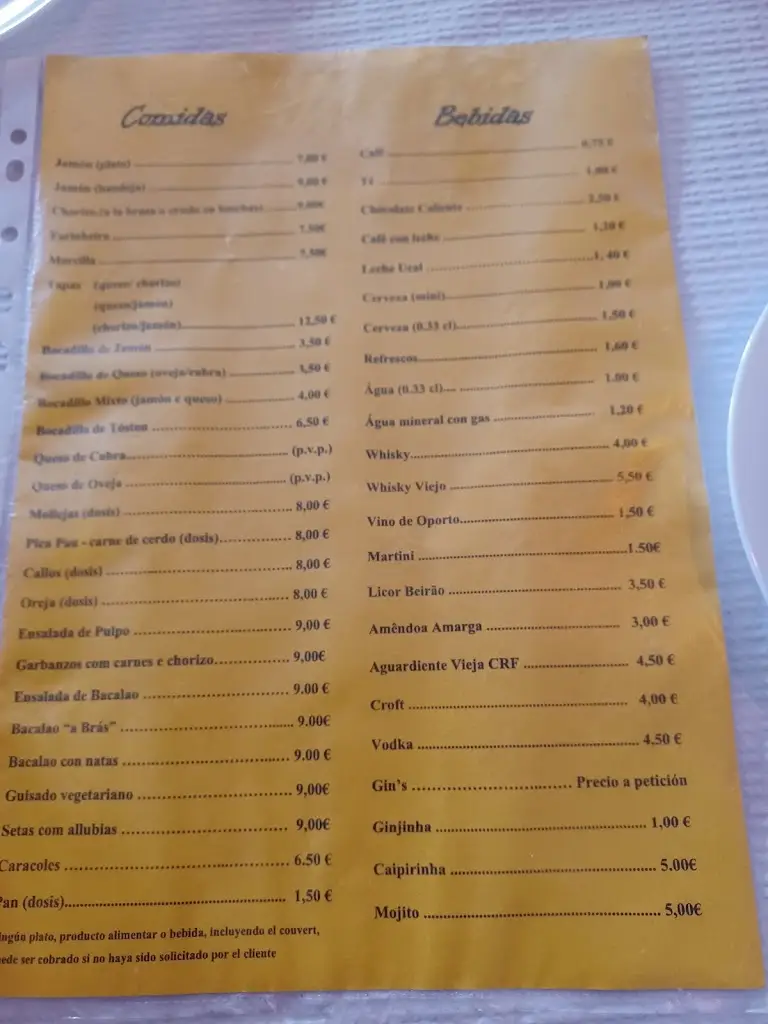 Comidas
Jamón (plato) 7,00 €
Jamón (bandeja) 9,00 €
Chorizo (a la brasa o crudo en lonchas) 9,00€
Farinheira 7,50€
Morcilla 7,50€
Tapas (queso/ chorizo)
(queso/jamón)
(chorizo/jamón) 12,50 €
Bocadillo de Jamón 3,50 €
Bocadillo de Queso (oveja/cabra) 3,50 €
Bocadillo Mixto (jamón e queso) 4,00 €
Bocadillo de Tóston 6,50 €
Queso de Cabra (p.v.p.)
Queso de Oveja (p.v.p.)
Mollejas (dosis) 8,00 €
Pica Pau - carne de cerdo (dosis) 8,00 €
Callos (dosis) 8,00 €
Oreja (dosis) 8,00 €
Ensalada de Pulpo 9,00 €
Garbanzos com carnes e chorizo 9,00€
Ensalada de Bacalao 9.00 €
Bacalao “a Brás” 9.00€
Bacalao con natas 9.00 €
Guisado vegetariano 9,00€
Setas com allubias 9,00€
Caracoles 6.50 €
Pan (dosis) 1,50 €
ingún plato, producto alimentar o bebida, incluyendo el couvert,
ede ser cobrado si no haya sido solicitado por el cliente
Bebidas
Café 0,75 €
Té 1,00 €
Chocolate Caliente 2,50 €
Café con leche 1,20 €
Leche Ucal 1, 40 €
Cerveza (mini) 1,00 €
Cerveza (0.33 cl) 1,50 €
Refrescos 1,60 €
Água (0.33 cl) 1.00 €
Água mineral con gas 1,20 €
Whisky 4,00 €
Whisky Viejo 5,50 €
Vino de Oporto 1,50 €
Martini 1.50€
Licor Beirão 3,50 €
Amêndoa Amarga 3,00 €
Aguardiente Vieja CRF 4,50 €
Croft 4,00 €
Vodka 4,50 €
Gin's Precio a petición
Ginjinha 1,00 €
Caipirinha 5.00€
Mojito 5,00€